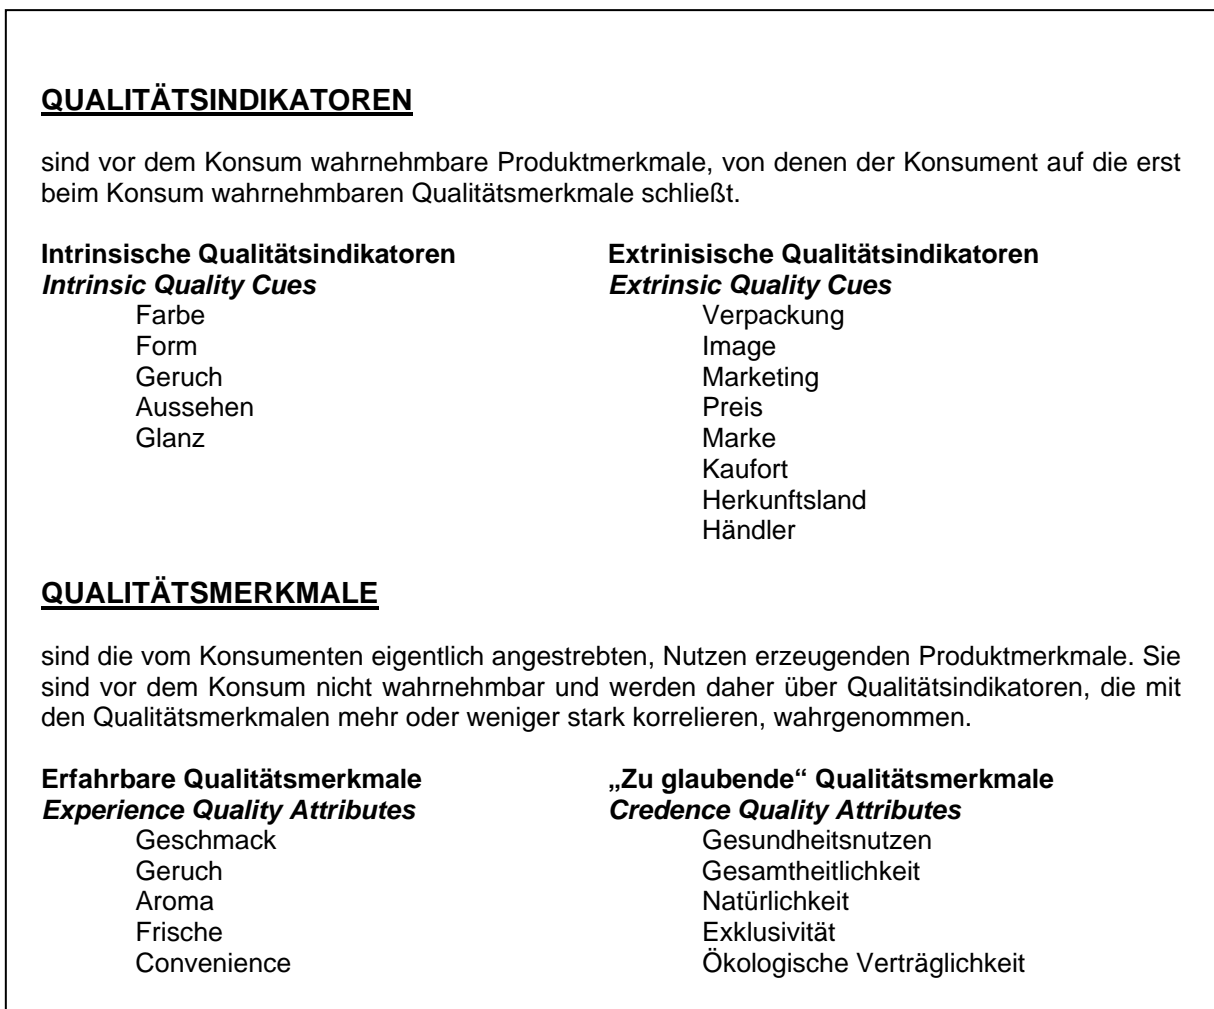 QUALITÄTSINDIKATOREN
sind vor dem Konsum wahrnehmbare Produktmerkmale, von denen der Konsument auf die erst
beim Konsum wahrnehmbaren Qualitätsmerkmale schließt.
Intrinsische Qualitätsindikatoren
Intrinsic Quality Cues
Farbe
Form
Geruch
Aussehen
Glanz
Extrinisische Qualitätsindikatoren
Extrinsic Quality Cues
Verpackung
Image
Marketing
Preis
Marke
Kaufort
Herkunftsland
Händler
QUALITÄTSMERKMALE
sind die vom Konsumenten eigentlich angestrebten, Nutzen erzeugenden Produktmerkmale. Sie
sind vor dem Konsum nicht wahrnehmbar und werden daher über Qualitätsindikatoren, die mit
den Qualitätsmerkmalen mehr oder weniger stark korrelieren, wahrgenommen.
Erfahrbare Qualitätsmerkmale
Experience Quality Attributes
Geschmack
Geruch
Aroma
Frische
Convenience
„Zu glaubende“ Qualitätsmerkmale
Credence Quality Attributes
Gesundheitsnutzen
Gesamtheitlichkeit
Natürlichkeit
Exklusivität
Ökologische Verträglichkeit